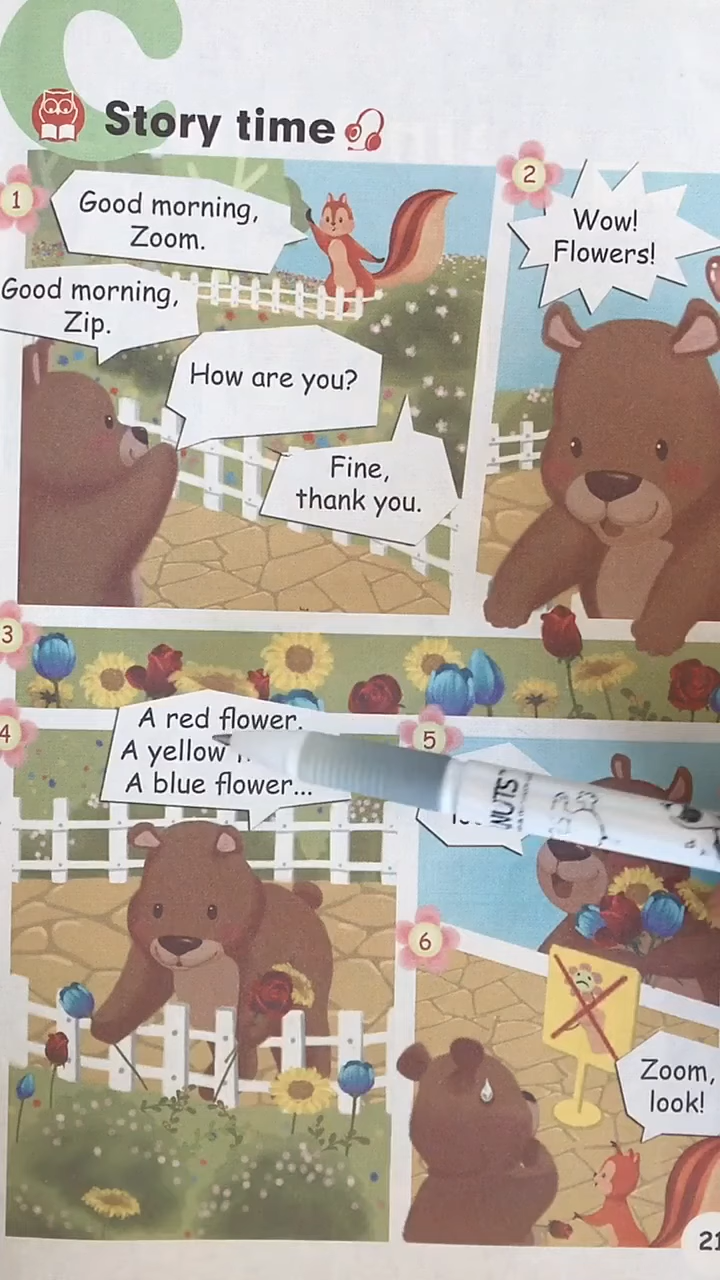 C
Story time
1
Good morning,
Zoom.
Good morning,
Zip.
How are you?
Fine,
thank you.
2
Wow!
Flowers!
3
4
A red flower.
A yellow
A blue flower...
5
NUTS
6
Zoom,
look!
21